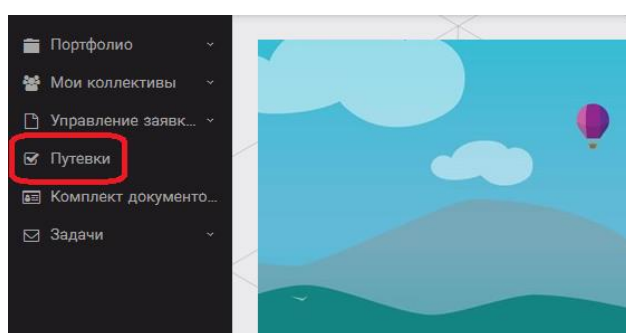 Портфолио
Мои коллективы
Управление заявк...
Путевки
Комплект документо...
Задачи